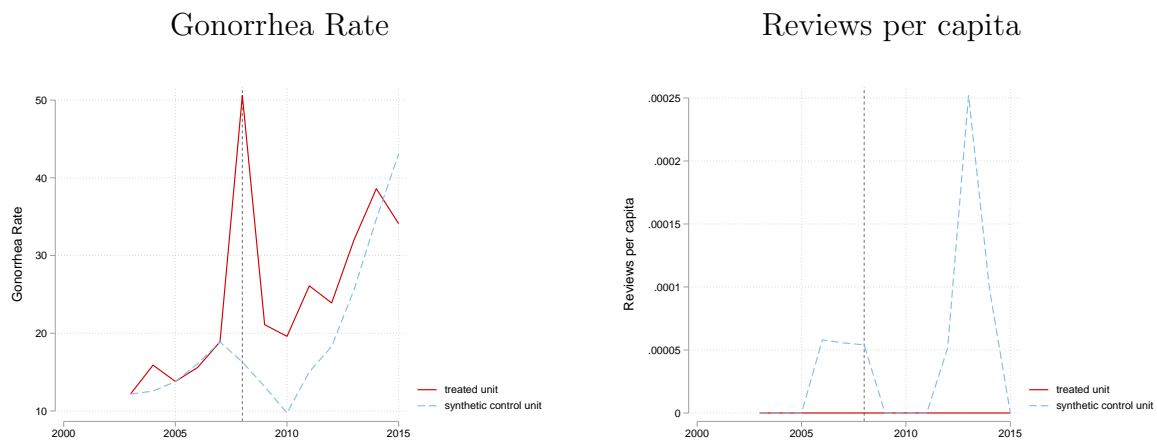 Gonorrhea Rate
50
40
30
20
10
Gonorrhea Rate
2000
2005
2010
2015
treated unit
synthetic control unit
Reviews per capita
.00025
.0002
.00015
.0001
.00005
0
Reviews per capita
2000
2005
2010
2015
treated unit
synthetic control unit